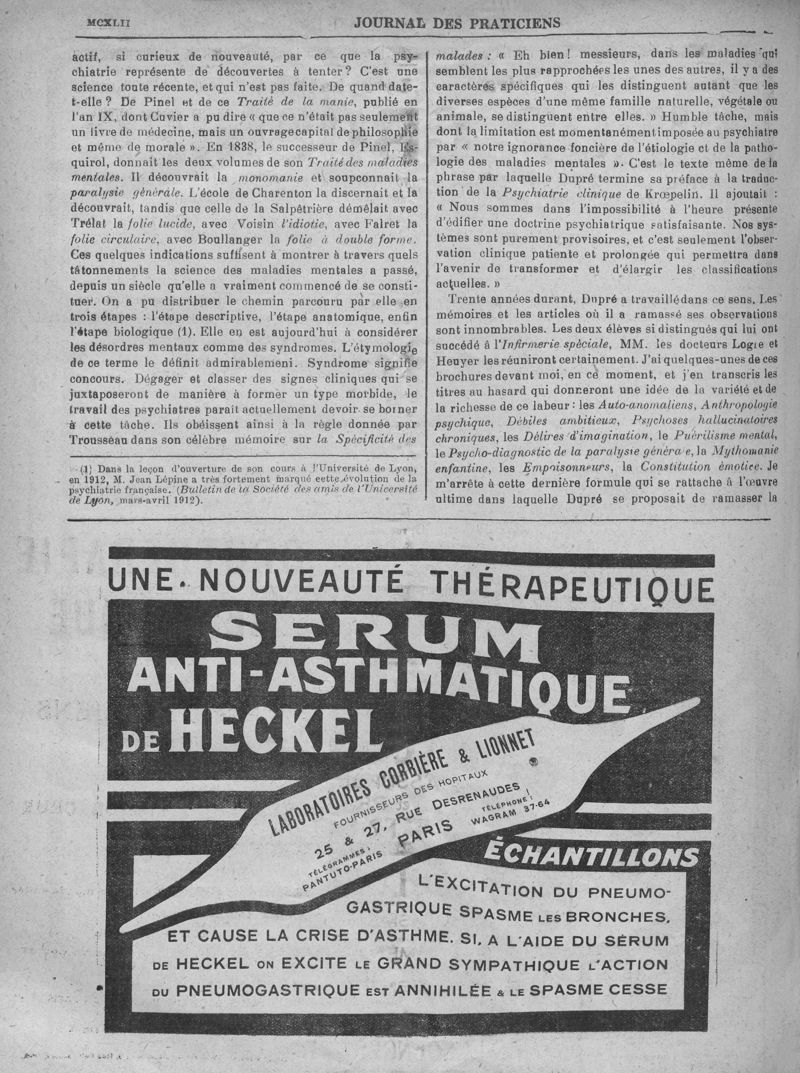 MCXLII
JOURNAL DES PRATICIENS
actif, si curieux de nouveauté, par ce que la psy-
chiatrie représente de découvertes à tenter ? C'est une
science toute récente, et qui n'est pas faite. De quand date-
t-elle ? De Pinel et de ce Traité de la manie, publié en
l'an IX, dont Cuvier a pu dire « que ce n'était pas seulement
un livre de médecine, mais un ouvrage capital de philosophie
et même de morale ». En 1838, le successeur de Pinel, Es-
quirol, donnait les deux volumes de son Traité des maladies
mentales. Il découvrait la monomanie et soupçonnait la
paralysie générale. L'école de Charenton la discernait et la
découvrait, tandis que celle de la Salpêtrière démêlait avec
Trélat la folie lucide, avec Voisin l'idiotie, avec Falret la
folie circulaire, avec Boullanger la folie à double forme.
Ces quelques indications suffisent à montrer à travers quels
tâtonnements la science des maladies mentales a passé,
depuis un siècle qu'elle a vraiment commencé de se consti-
tuer. On a pu distribuer le chemin parcouru par elle en
trois étapes : l'étape descriptive, l'étape anatomique, enfin
l'étape biologique (1). Elle en est aujourd'hui à considérer
les désordres mentaux comme des syndromes. L'étymologie
de ce terme le définit admirablement. Syndrome signifie
concours. Dégager et classer des signes cliniques qui se
juxtaposeront de manière à former un type morbide, le
travail des psychiatres paraît actuellement devoir se borner
à cette tâche. Ils obéissent ainsi à la règle donnée par
Trousseau dans son célèbre mémoire sur la Spécificité des
(1) Dans la leçon d'ouverture de son cours à l'Université de Lyon,
en 1912, M. Jean Lépine a très fortement marqué cette évolution de la
psychiatrie française. (Bulletin de la Société des amis de l'Université
de Lyon, mars-avril 1912).
malades : « Eh bien ! messieurs, dans les maladies qui
semblent les plus rapprochées les unes des autres, il y a des
caractères spécifiques qui les distinguent autant que les
diverses espèces d'une même famille naturelle, végétale ou
animale, se distinguent entre elles. » Humble tâche, mais
dont la limitation est momentanément imposée au psychiatre
par « notre ignorance foncière de l'étiologie et de la patho-
logie des maladies mentales ». C'est le texte même de la
phrase par laquelle Dupré termine sa préface à la traduc-
tion de la Psychiatrie clinique de Krœpelin. Il ajoutait :
« Nous sommes dans l'impossibilité à l'heure présente
d'édifier une doctrine psychiatrique satisfaisante. Nos sys-
tèmes sont purement provisoires, et c'est seulement l'obser-
vation clinique patiente et prolongée qui permettra dans
l'avenir de transformer et d'élargir les classifications
actuelles. »
Trente années durant, Dupré a travaillé dans ce sens. Les
mémoires et les articles où il a ramassé ses observations
sont innombrables. Les deux élèves si distingués qui lui ont
succédé à l'Infirmerie spéciale, MM. les docteurs Logre et
Heuyer les réuniront certainement. J'ai quelques-unes de ces
brochures devant moi, en ce moment, et j'en transcris les
titres au hasard qui donneront une idée de la variété et de
la richesse de ce labeur : les Auto-anomaliens, Anthropologie
psychique, Débiles ambitieux, Psychoses hallucinatoires
chroniques, les Délires d'imagination, le Puérilisme mental,
le Psycho-diagnostic de la paralysie généra e, la Mythomanie
enfantine, les Empoisonneurs, la Constitution émotive. Je
m'arrête à cette dernière formule qui se rattache à l'œuvre
ultime dans laquelle Dupré se proposait de ramasser la
UNE NOUVEAUTÉ THÉRAPEUTIQUE
SERUM
ANTI-ASTHMATIQUE
DE HECKEL
LABORATOIRES CORBIÈRE & LIONNET
FOURNISSEURS DES HOPITAUX
25 & 27, RUE DESRENAUDES
TÉLÉGRAMMES :
PANTUTO-PARIS
PARIS
TÉLÉPHONE :
WAGRAM 37-64
ÉCHANTILLONS
L'EXCITATION DU PNEUMO-
GASTRIQUE SPASME LES BRONCHES,
ET CAUSE LA CRISE D'ASTHME. SI, A L'AIDE DU SÉRUM
DE HECKEL ON EXCITE LE GRAND SYMPATHIQUE L'ACTION
DU PNEUMOGASTRIQUE EST ANNIHILÉE & LE SPASME CESSE